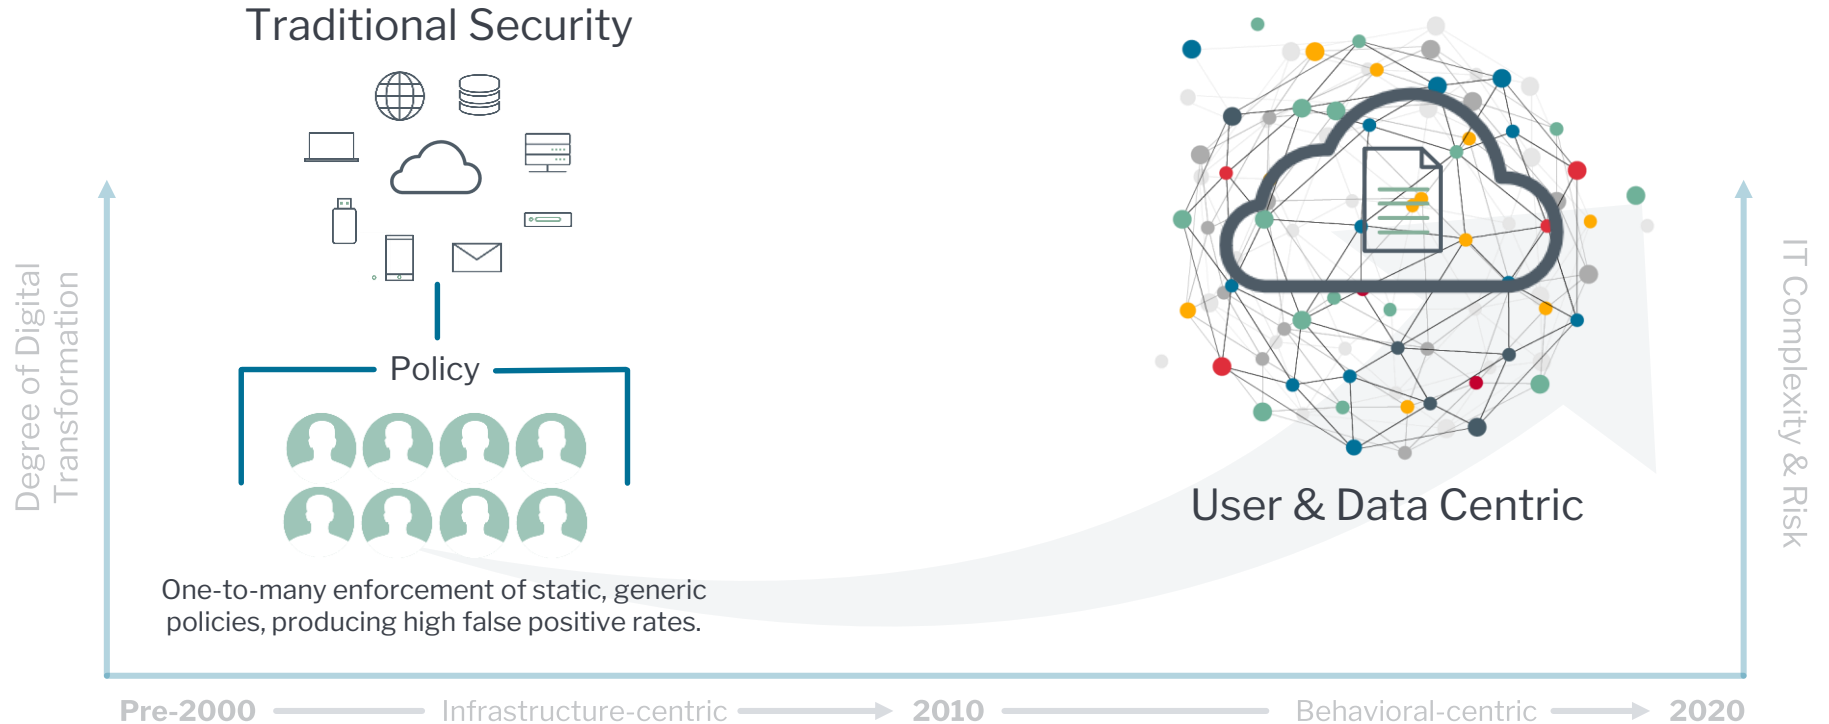 Traditional Security
Degree of Digital
Transformation
Policy
One-to-many enforcement of static, generic
policies, producing high false positive rates.
User & Data Centric
IT Complexity & Risk
Pre-2000
Infrastructure-centric
2010
Behavioral-centric
2020